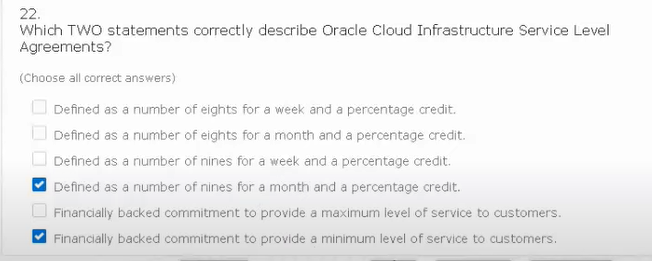 22.
Which TWO statements correctly describe Oracle Cloud Infrastructure Service Level
Agreements?
(Choose all correct answers)
Defined as a number of eights for a week and a percentage credit.
Defined as a number of eights for a month and a percentage credit.
Defined as a number of nines for a week and a percentage credit.
Defined as a number of nines for a month and a percentage credit.
Financially backed commitment to provide a maximum level of service to customers.
Financially backed commitment to provide a minimum level of service to customers.